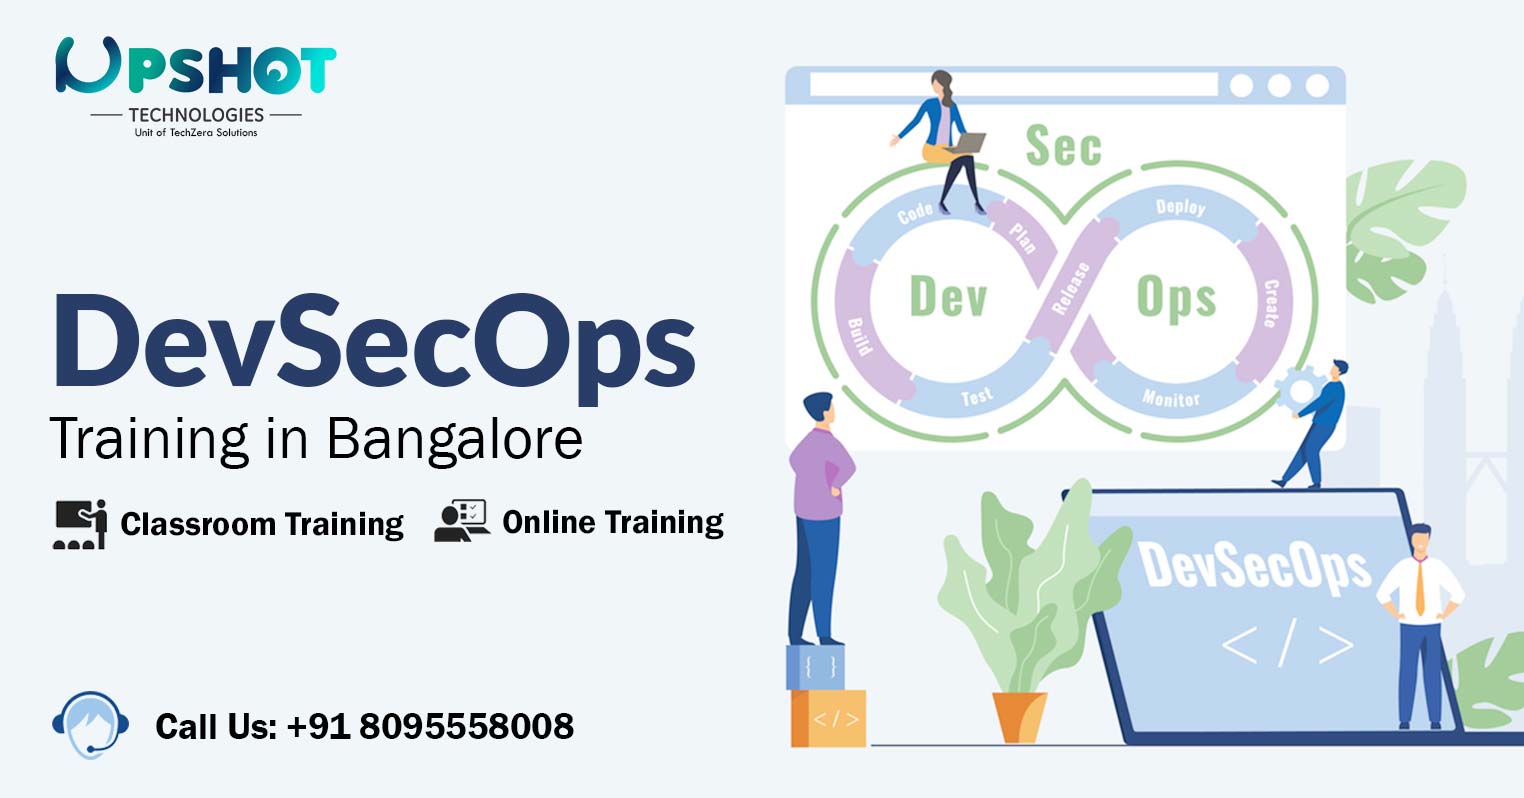 UPSHOT
TECHNOLOGIES
Unit of TechZera Solutions
DevSecOps
Training in Bangalore
Classroom Training
Online Training
Call Us: +91 8095558008
Sec
Dev
Ops
Code
Plan
Build
Test
Release
Deploy
Create
Monitor
DevSecOps
< / >
{ }
< / >